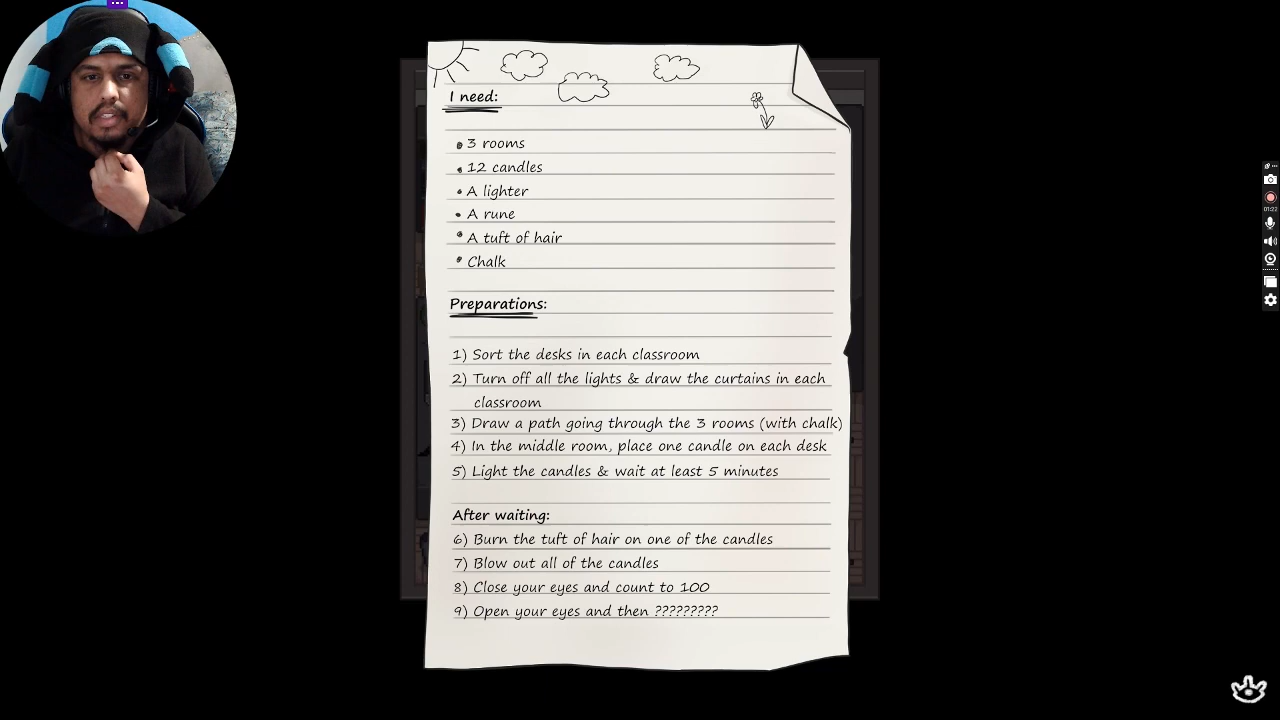 I need:
3 rooms
12 candles
A lighter
A rune
A tuft of hair
Chalk
Preparations:
1) Sort the desks in each classroom
2) Turn off all the lights & draw the curtains in each
classroom
3) Draw a path going through the 3 rooms (with chalk)
4) In the middle room, place one candle on each desk
5) Light the candles & wait at least 5 minutes
After waiting:
6) Burn the tuft of hair on one of the candles
7) Blow out all of the candles
8) Close your eyes and count to 100
9) Open your eyes and then ?????????
01:22